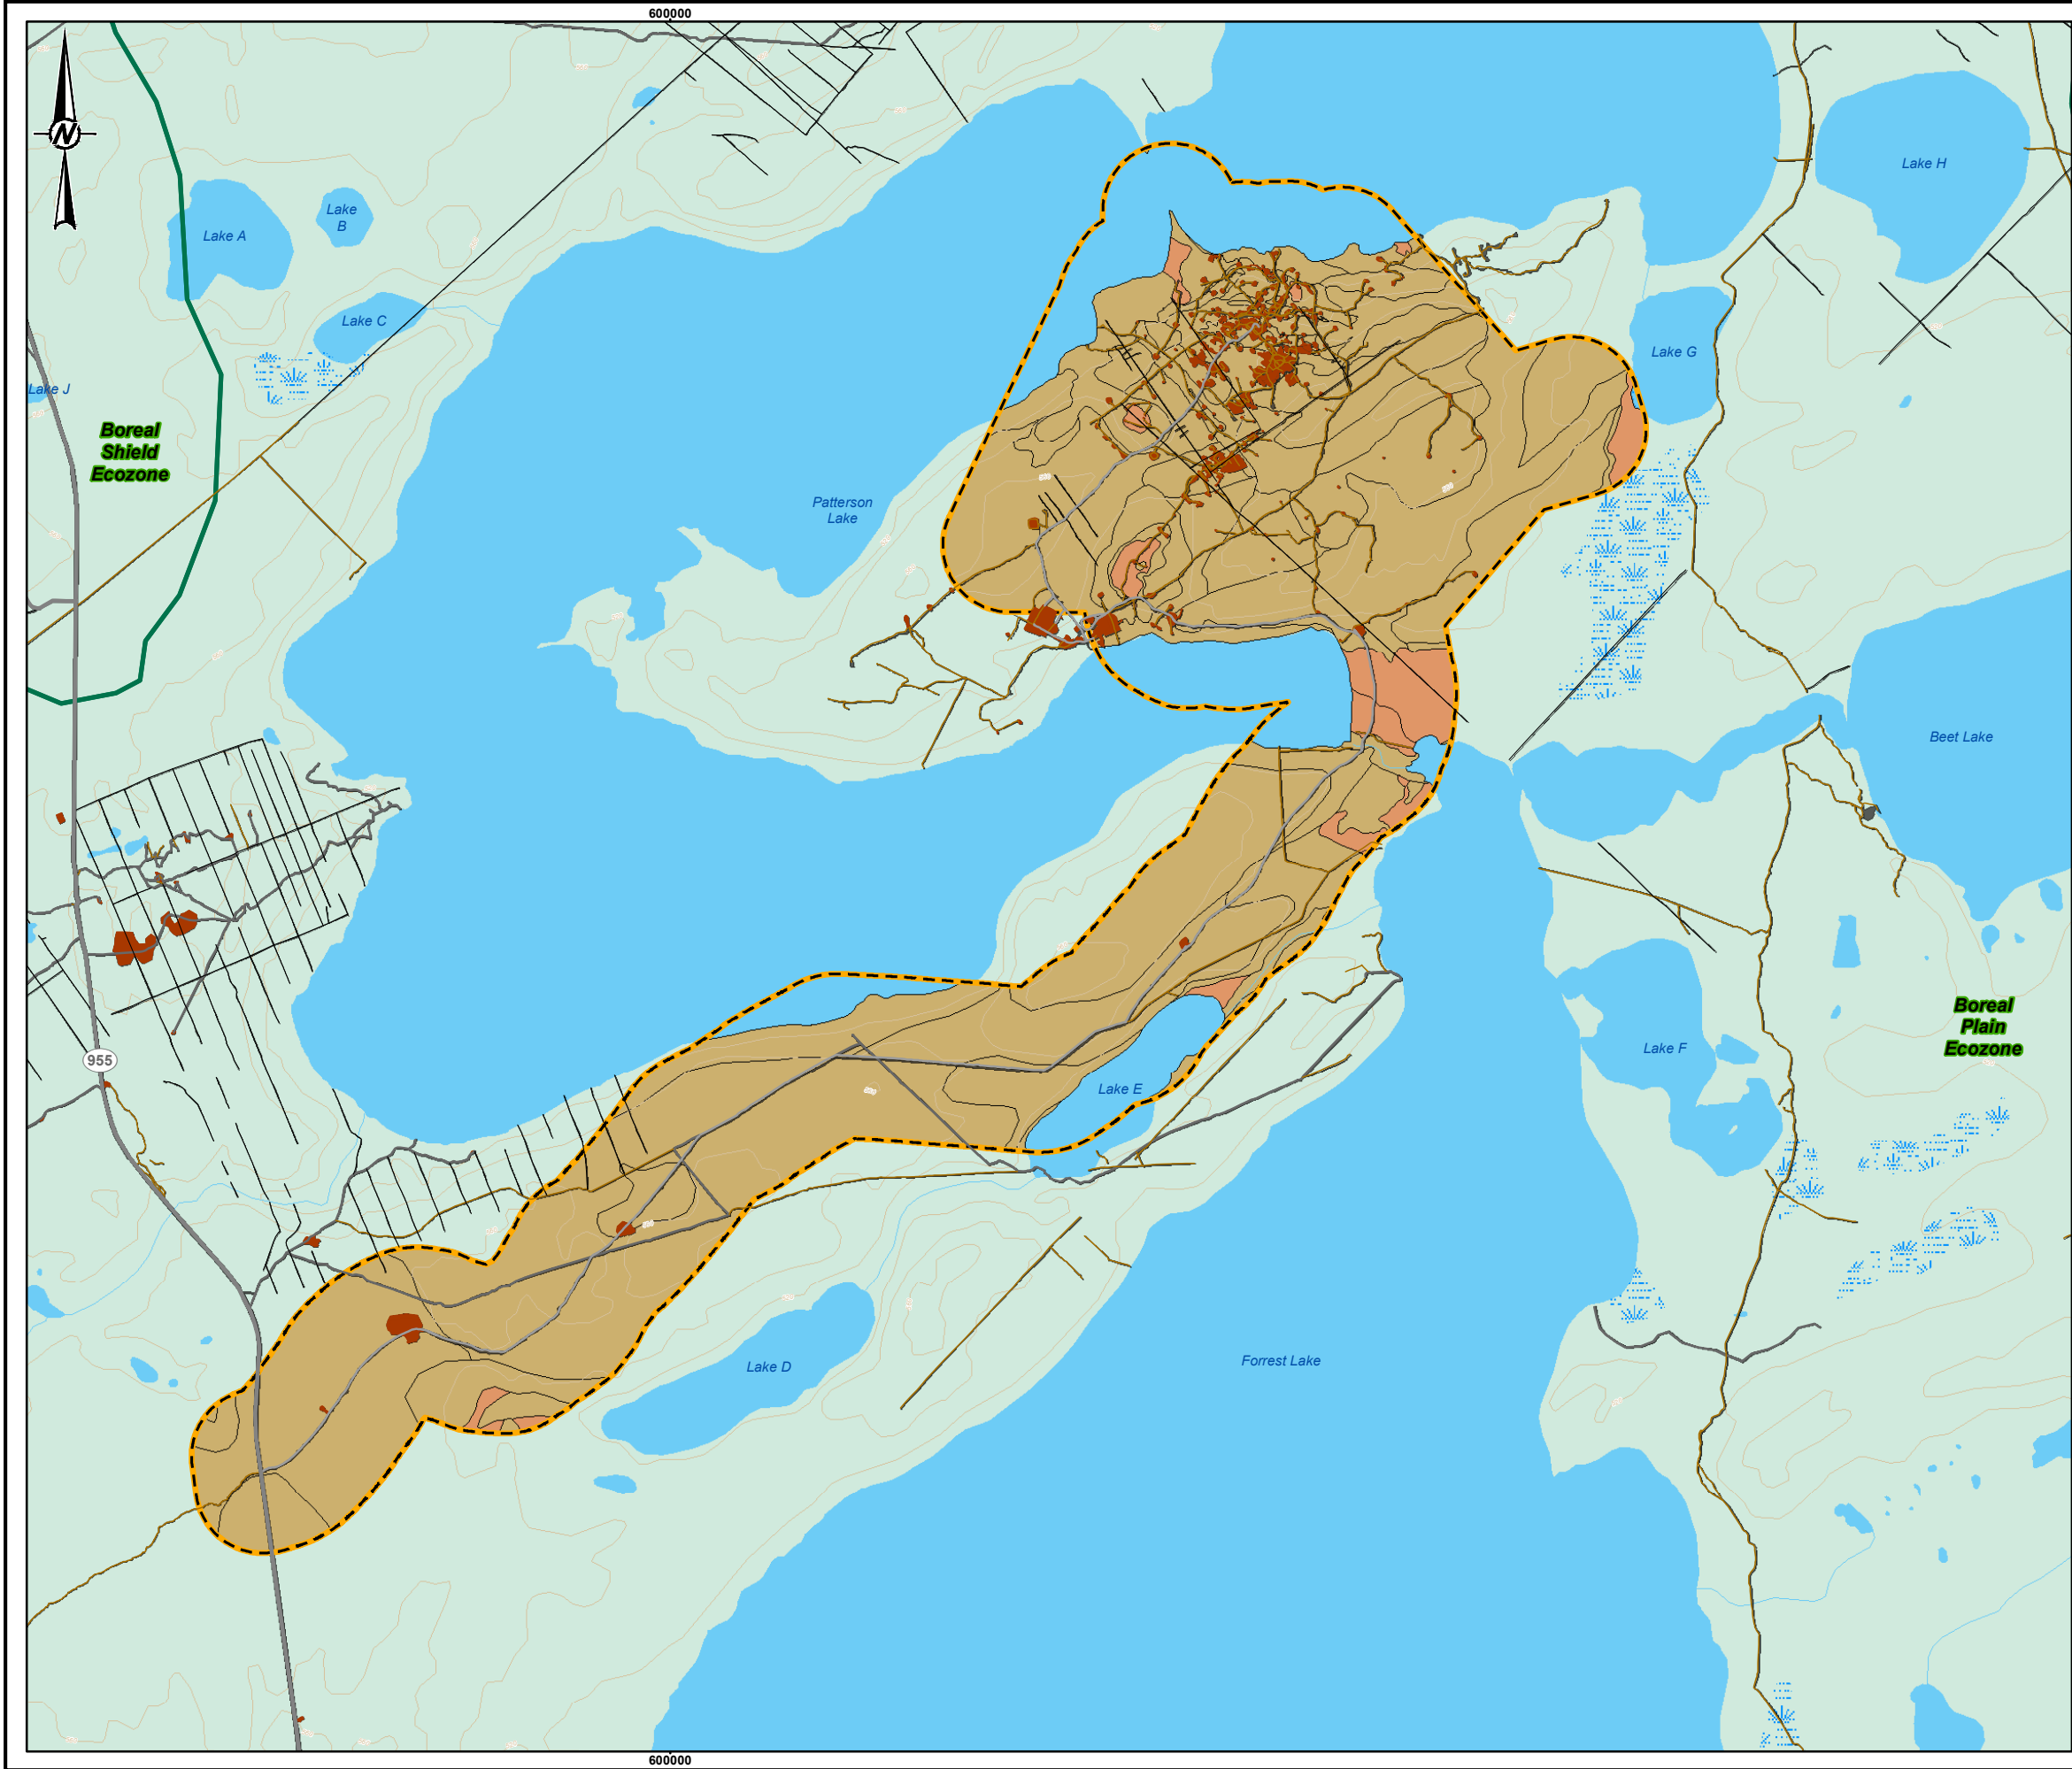 600000
N
Lake H
Lake
B
Lake A
Lake C
Lake G
Lake J
Boreal
Shield
Ecozone
Patterson
Lake
Beet Lake
Boreal
Plain
Ecozone
Lake F
955
Lake E
Forrest Lake
Lake D
600000